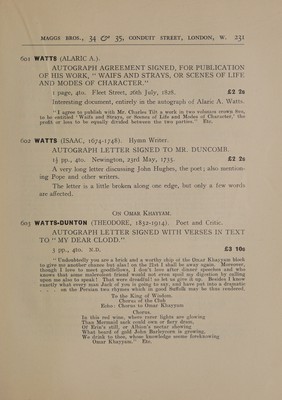 MAGGS BROS., 34 & 35, CONDUIT STREET, LONDON, W. 231
601 WATTS (ALARIC A.).
AUTOGRAPH AGREEMENT SIGNED, FOR PUBLICATION
OF HIS WORK, " WAIFS AND STRAYS, OR SCENES OF LIFE
AND MODES OF CHARACTER."
1 page, 4to. Fleet Street, 26th July, 1828. £2 2s
Interesting document, entirely in the autograph of Alaric A. Watts.
" I agree to publish with Mr. Charles Tilt a work in two volumes crown 8vo,
to be entitled ' Waifs and Strays, or Scenes of Life and Modes of Character,' the
profit or loss to be equally divided between the two parties." Etc.
602 WATTS (ISAAC, 1674-1748). Hymn Writer.
AUTOGRAPH LETTER SIGNED TO MR. DUNCOMB.
1½ pp., 4to. Newington, 23rd May, 1735. £2 2s
A very long letter discussing John Hughes, the poet; also mention-
ing Pope and other writers.
The letter is a little broken along one edge, but only a few words
are affected.
ON OMAR KHAYYAM.
603 WATTS-DUNTON (THEODORE, 1832-1914). Poet and Critic.
AUTOGRAPH LETTER SIGNED WITH VERSES IN TEXT
TO " MY DEAR CLODD."
3 pp., 4to. N.D. £3 10s
" Undoubtedly you are a brick and a worthy chip of the Omar Khayyam block
to give me another chance but alas! on the 21st I shall be away again. Moreover,
though I love to meet goodfellows, I don't love after dinner speeches and who
knows that some malevolent friend would not even spoil my digestion by calling
upon me to speak! That were dreadful! so let us give it up. Besides I know
exactly what every man Jack of you is going to say, and have put into a dramatic
. . . on the Persian two rhymes which in good Suffolk may be thus rendered.
To the King of Wisdom.
Chorus of the Club
Echo: Chorus to Omar Khayyam.
Chorus.
In this red wine, where rarer lights are glowing
Than Mermaid sack could own or fiery dram,
Of Erin's still, or Albion's nectar showing
What beard of gold John Barleycorn is growing,
We drink to thee, whose knowledge seems foreknowing
Omar Khayyam." Etc.